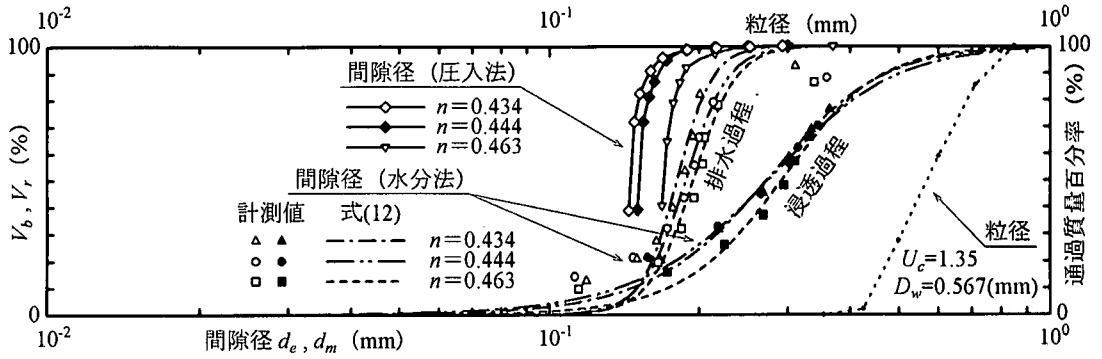 10⁻² 10⁻¹ 粒径 (mm) 10⁰
100
V_b, V_r (%)
0
間隙径 (圧入法)
n=0.434
n=0.444
n=0.463
間隙径 (水分法)
計測値 式(12)
n=0.434
n=0.444
n=0.463
排水過程
浸透過程
粒径
U_c=1.35
D_w=0.567(mm)
100
通過質量百分率 (%)
0
10⁻² 間隙径 d_e, d_m (mm) 10⁻¹ 10⁰